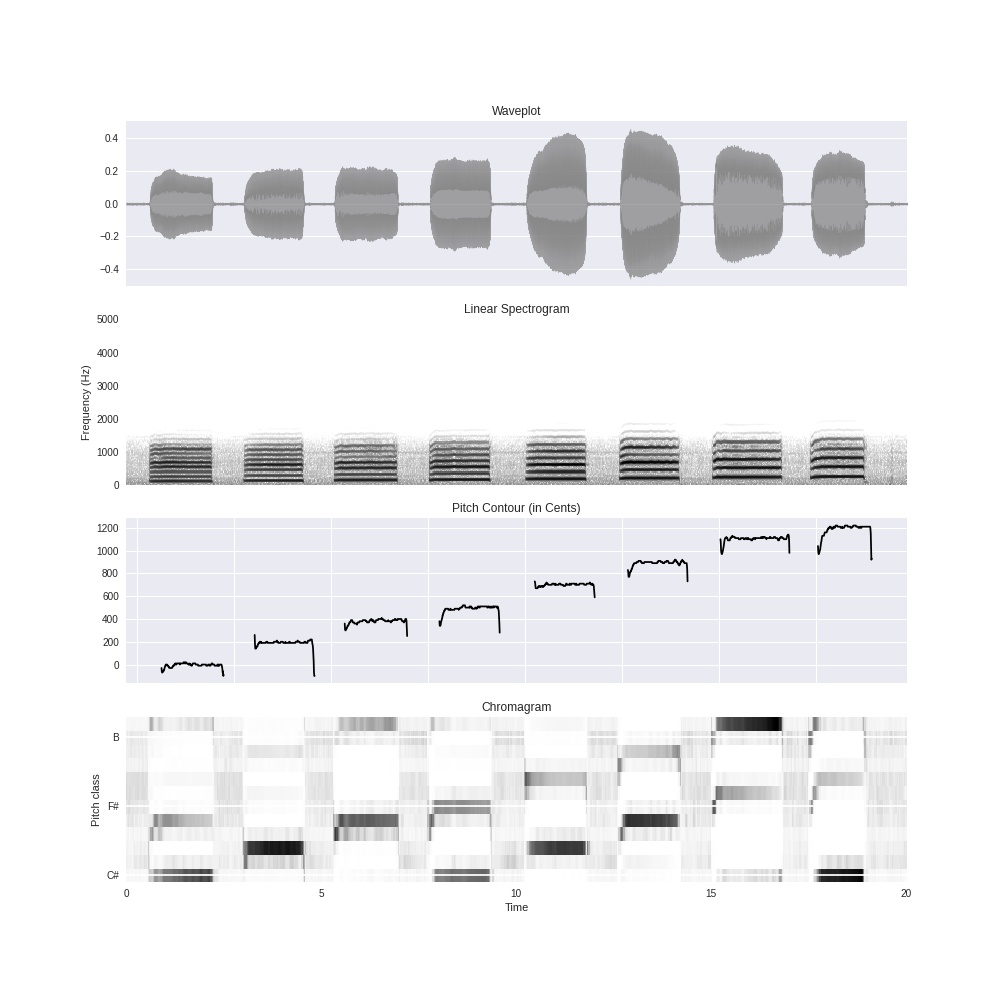 Waveplot
0.4
0.2
0.0
−0.2
−0.4
Linear Spectrogram
5000
4000
3000
2000
1000
0
Frequency (Hz)
Pitch Contour (in Cents)
1200
1000
800
600
400
200
0
Chromagram
B
F#
C#
Pitch class
0 5 10 15 20
Time